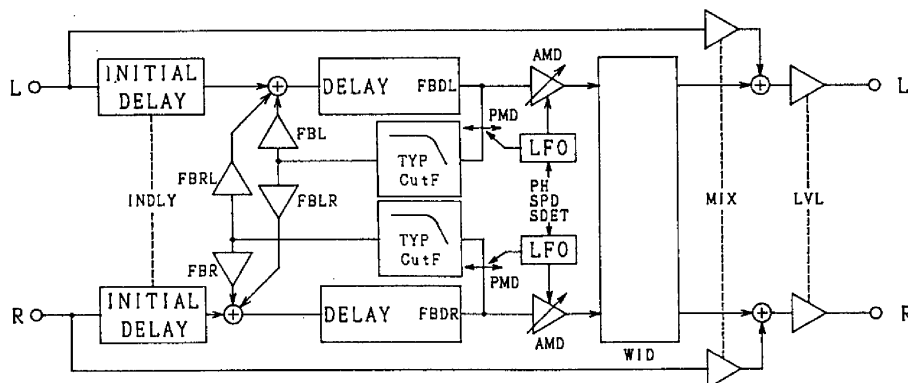 AMD
L
INITIAL
DELAY
DELAY FBDL
L
FBL
PMD
LFO
TYP
CutF
FBRL
FBLR
INDLY
PH
SPD
SDET
MIX
LVL
TYP
CutF
LFO
FBR
PMD
R
INITIAL
DELAY
DELAY FBDR
R
AMD
WID